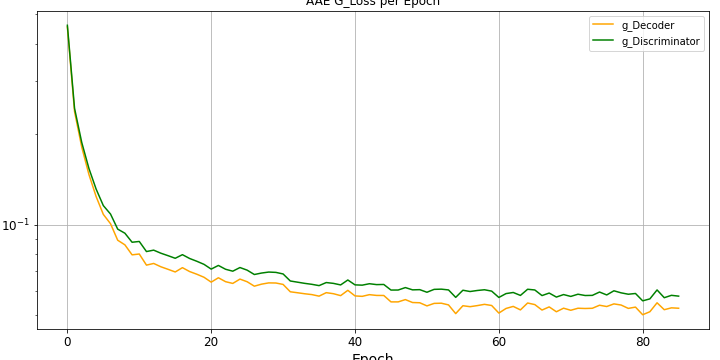 AAE G_Loss per Epoch
g_Decoder
g_Discriminator
10⁻¹
0
20
40
60
80
Epoch